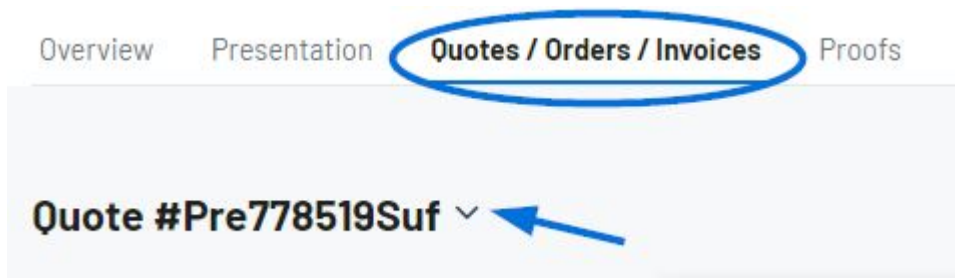 Overview Presentation Quotes / Orders / Invoices Proofs
Quote #Pre778519Suf